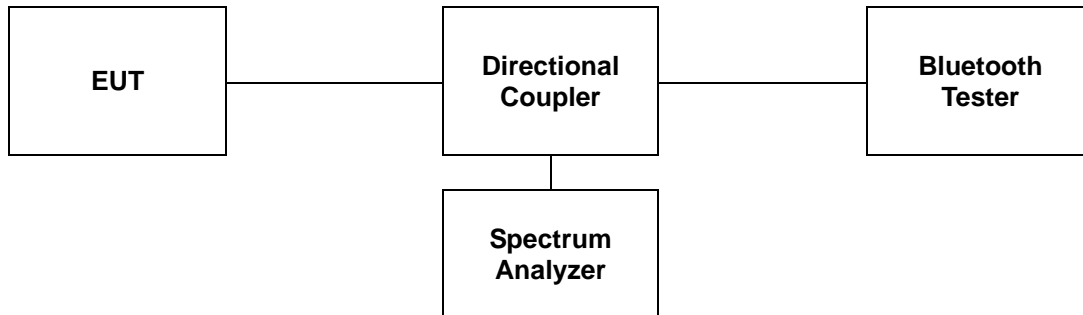 EUT
Directional
Coupler
Bluetooth
Tester
Spectrum
Analyzer